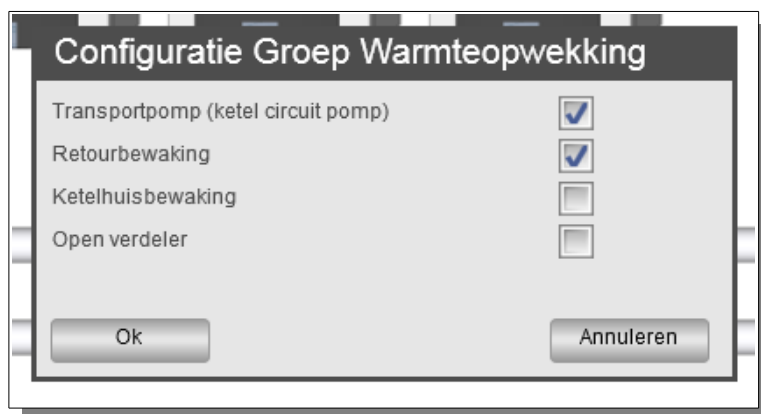 Configuratie Groep Warmteopwekking
Transportpomp (ketel circuit pomp)
Retourbewaking
Ketelhuisbewaking
Open verdeler
Ok Annuleren